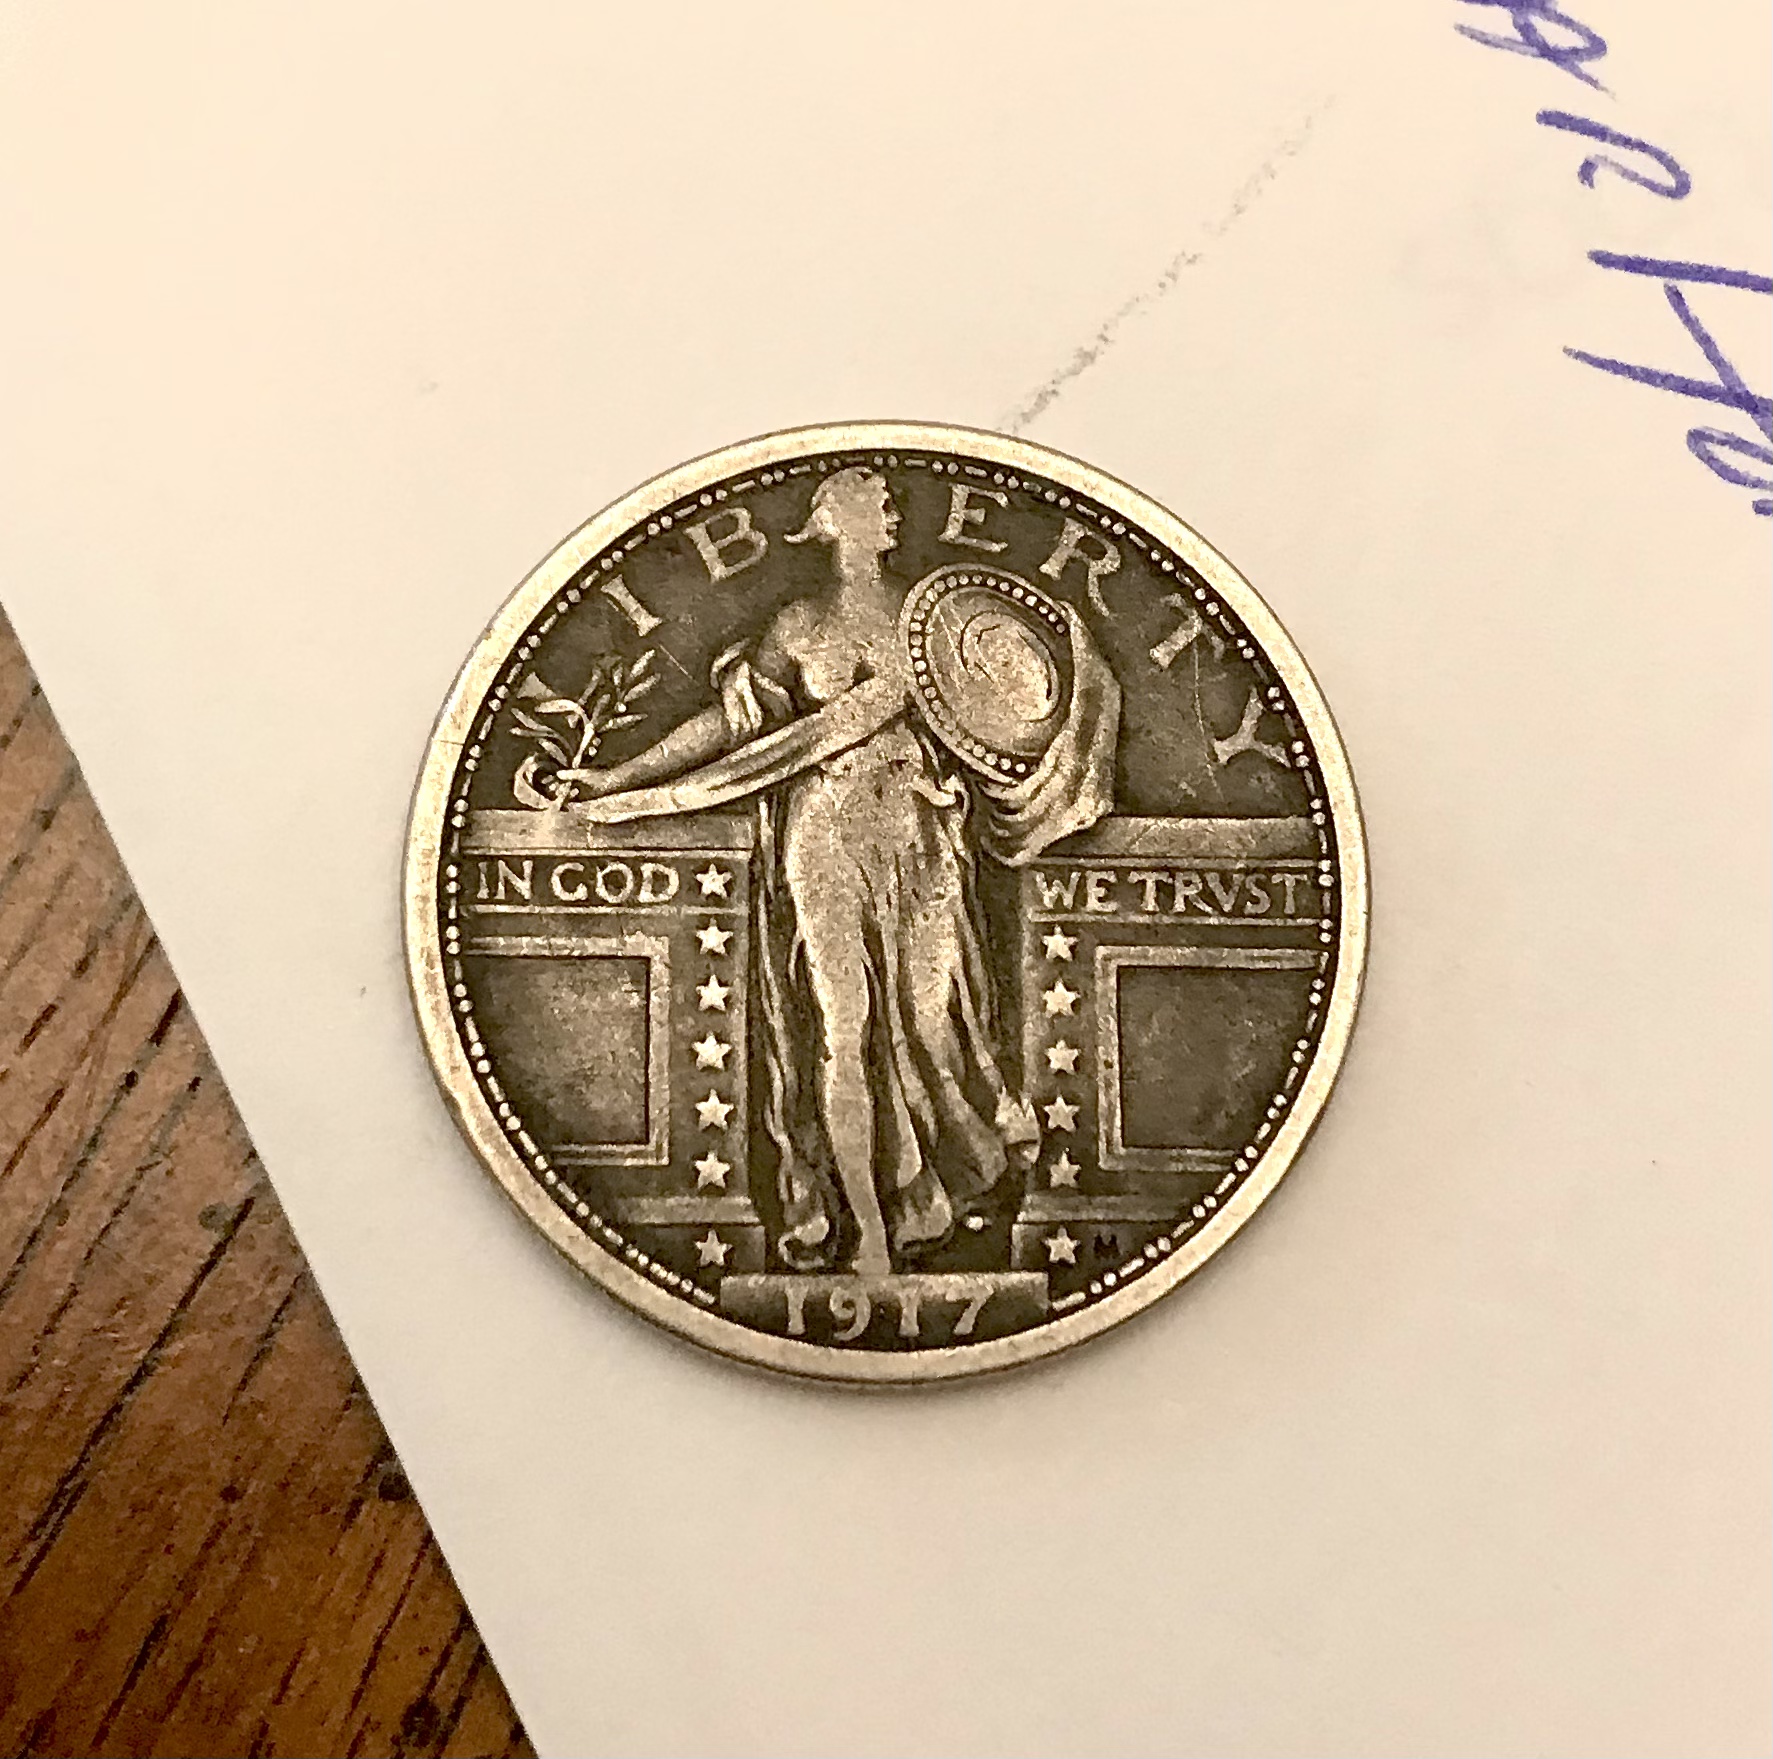 LIBERTY
IN GOD WE TRVST
M
1917